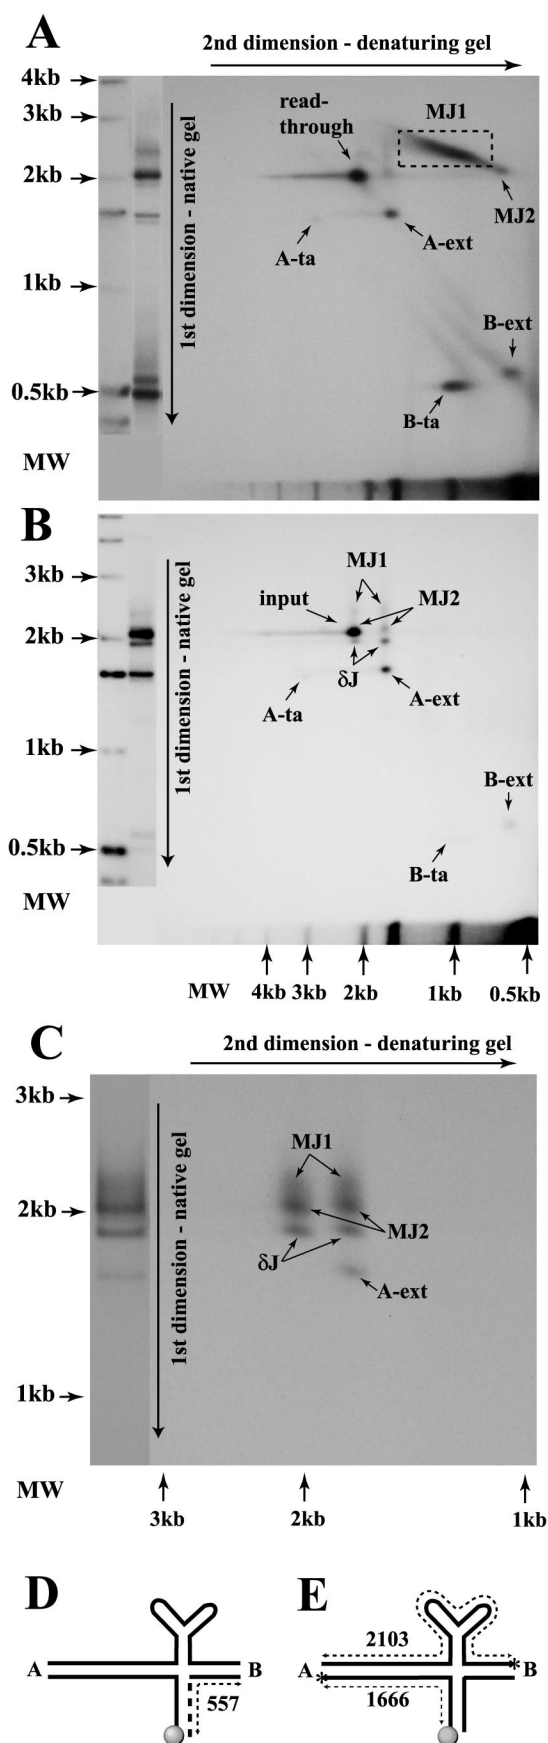 A
2nd dimension - denaturing gel
4kb
3kb
2kb
1kb
0.5kb
MW
1st dimension - native gel
read-
through
MJ1
MJ2
A-ta
A-ext
B-ext
B-ta
B
3kb
2kb
1kb
0.5kb
MW
1st dimension - native gel
MJ1
input
MJ2
δJ
A-ta
A-ext
B-ext
B-ta
MW 4kb 3kb 2kb 1kb 0.5kb
C
2nd dimension - denaturing gel
3kb
2kb
1kb
1st dimension - native gel
MJ1
MJ2
δJ
A-ext
MW
3kb 2kb 1kb
D
A B
557
E
2103
A * * B
1666